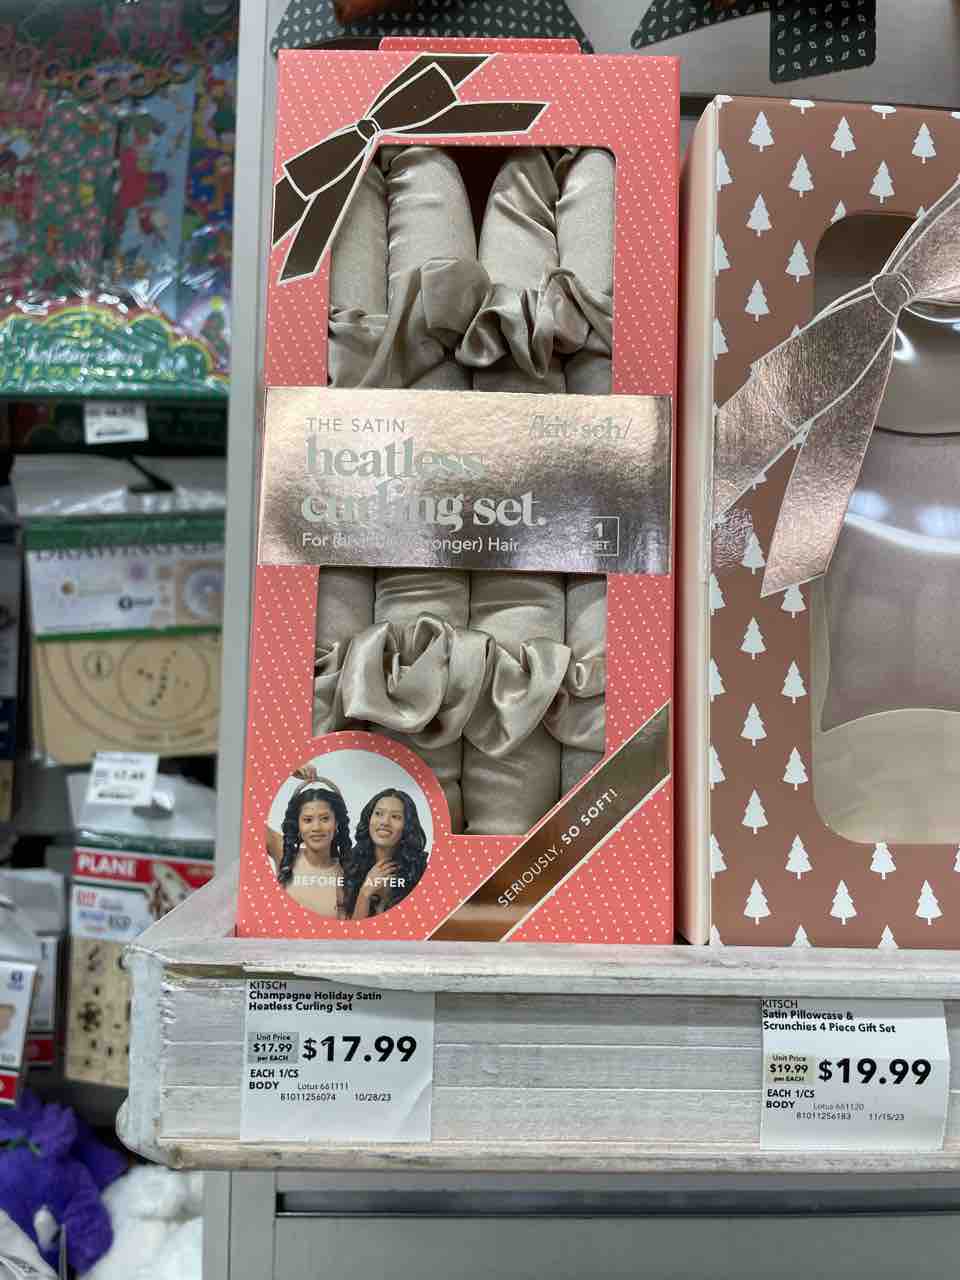 THE SATIN
/kit·sch/
heatless
curling set.
For Hair
1
SET
BEFORE AFTER
SERIOUSLY, SO SOFT!
DRAWING
PLANE
KITSCH
Champagne Holiday Satin
Heatless Curling Set
Unit Price
$17.99
per EACH
$17.99
EACH 1/CS
BODY Lotus 661111
81011256074 10/28/23
KITSCH
Satin Pillowcase &
Scrunchies 4 Piece Gift Set
Unit Price
$19.99
per EACH
$19.99
EACH 1/CS
BODY Lotus 661120
81011256183 11/15/23